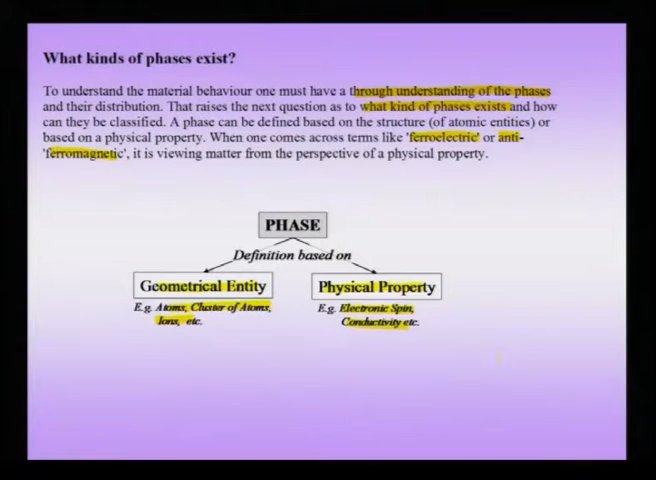 What kinds of phases exist?
To understand the material behaviour one must have a through understanding of the phases
and their distribution. That raises the next question as to what kind of phases exists and how
can they be classified. A phase can be defined based on the structure (of atomic entities) or
based on a physical property. When one comes across terms like 'ferroelectric' or anti-
'ferromagnetic', it is viewing matter from the perspective of a physical property.
PHASE
Definition based on
Geometrical Entity
Physical Property
E.g. Atoms, Cluster of Atoms,
Ions, etc.
E.g. Electronic Spin,
Conductivity etc.